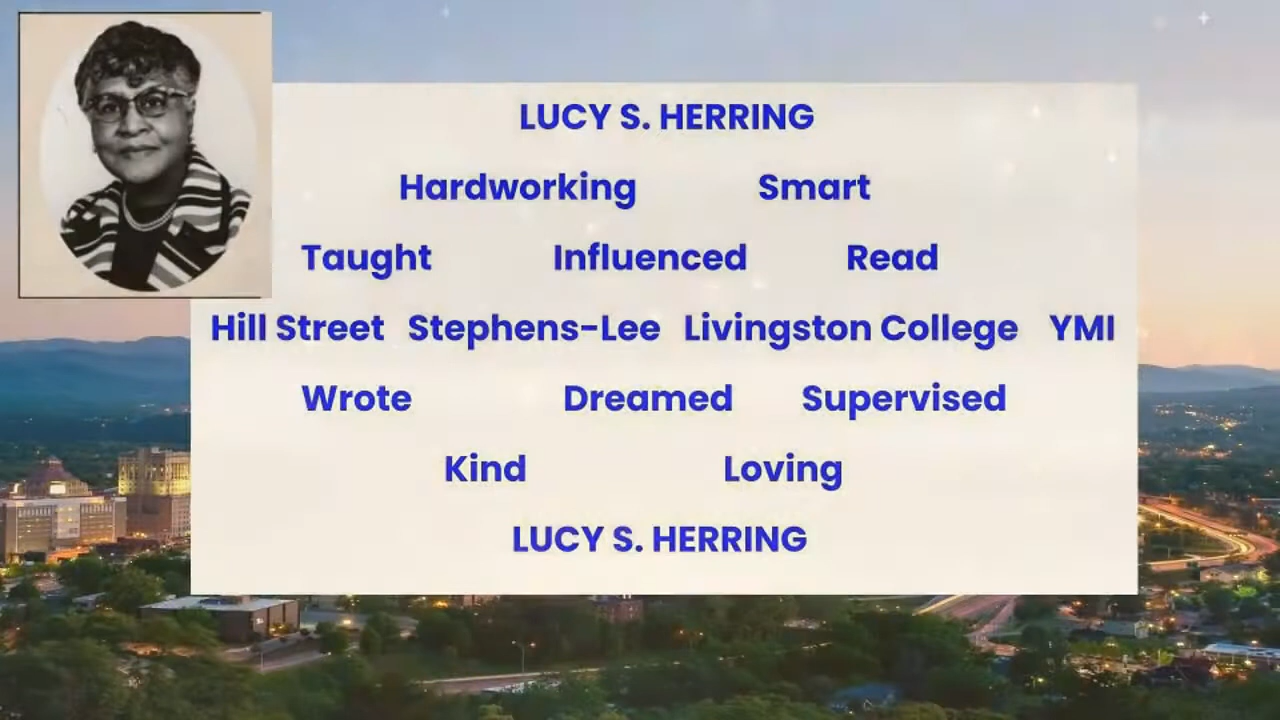 LUCY S. HERRING
Hardworking Smart
Taught Influenced Read
Hill Street Stephens-Lee Livingston College YMI
Wrote Dreamed Supervised
Kind Loving
LUCY S. HERRING